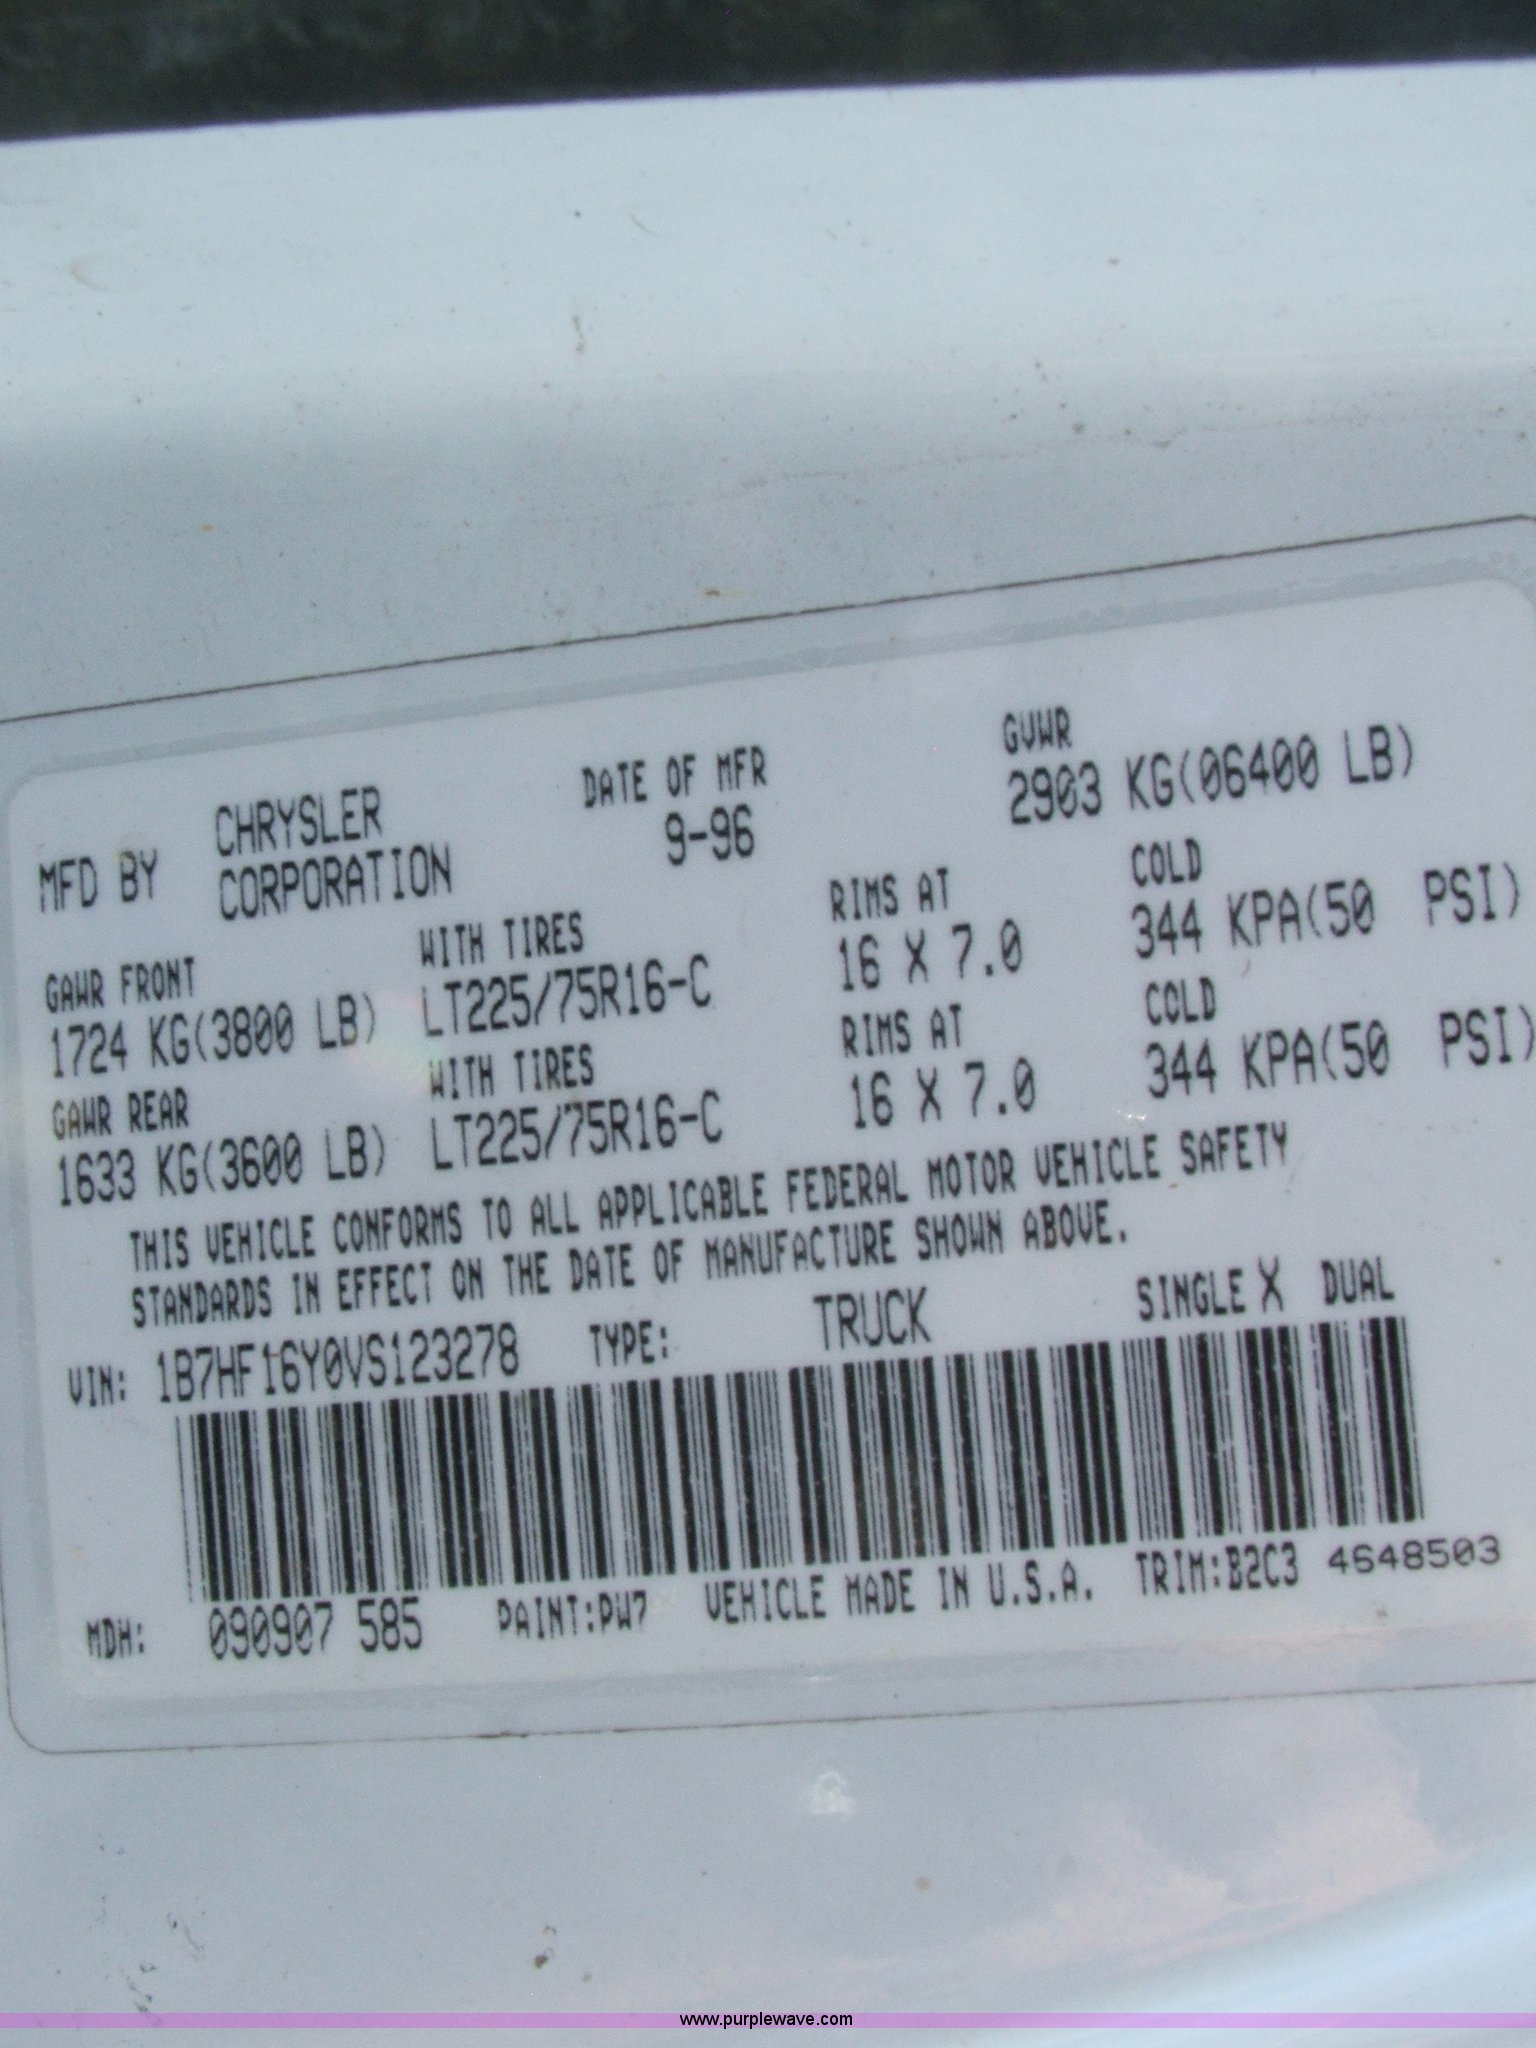 MFD BY CHRYSLER CORPORATION DATE OF MFR 9-96 GVWR 2903 KG(06400 LB)
GAWR FRONT WITH TIRES RIMS AT COLD
1724 KG(3800 LB) LT225/75R16-C 16 X 7.0 344 KPA(50 PSI)
GAWR REAR WITH TIRES RIMS AT COLD
1633 KG(3600 LB) LT225/75R16-C 16 X 7.0 344 KPA(50 PSI)
THIS VEHICLE CONFORMS TO ALL APPLICABLE FEDERAL MOTOR VEHICLE SAFETY
STANDARDS IN EFFECT ON THE DATE OF MANUFACTURE SHOWN ABOVE.
VIN: 1B7HF16Y0VS123278 TYPE: TRUCK SINGLE X DUAL
MDH: 090907 585 PAINT:PW7 VEHICLE MADE IN U.S.A. TRIM:B2C3 4648503
www.purplewave.com